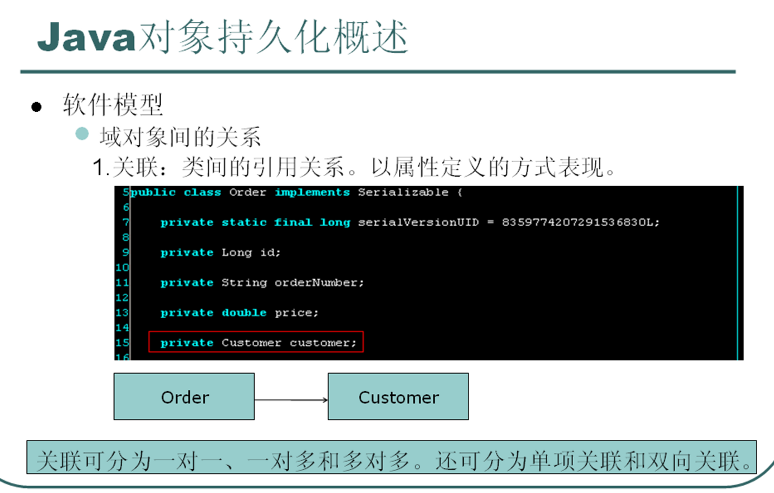 Java对象持久化概述
软件模型
域对象间的关系
1.关联：类间的引用关系。以属性定义的方式表现。
5public class Order implements Serializable {
6
7    private static final long serialVersionUID = 8359774207291536830L;
8
9    private Long id;
10
11    private String orderNumber;
12
13    private double price;
14
15    private Customer customer;
16
Order
Customer
关联可分为一对一、一对多和多对多。还可分为单项关联和双向关联。